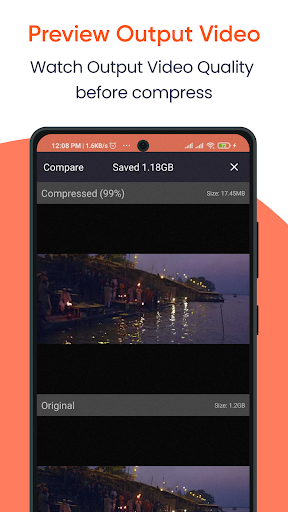 Preview Output Video
Watch Output Video Quality
before compress
12:08 PM | 1.6KB/s
Compare Saved 1.18GB ✕
Compressed (99%) Size: 17.45MB
Original Size: 1.2GB